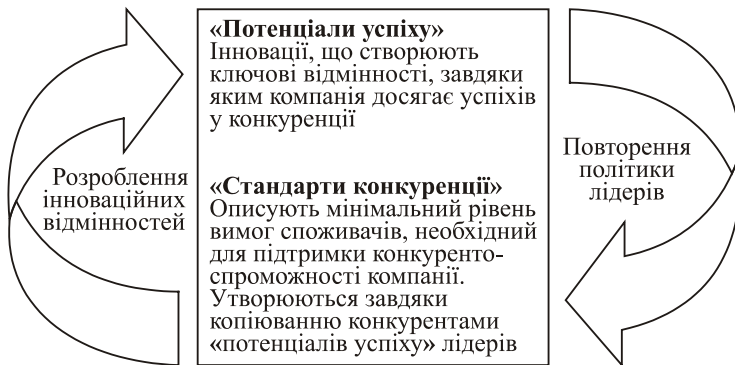 «Потенціали успіху»
Інновації, що створюють
ключові відмінності, завдяки
яким компанія досягає успіхів
у конкуренції
Розроблення
інноваційних
відмінностей
«Стандарти конкуренції»
Описують мінімальний рівень
вимог споживачів, необхідний
для підтримки конкуренто-
спроможності компанії.
Утворюються завдяки
копіюванню конкурентами
«потенціалів успіху» лідерів
Повторення
політики
лідерів